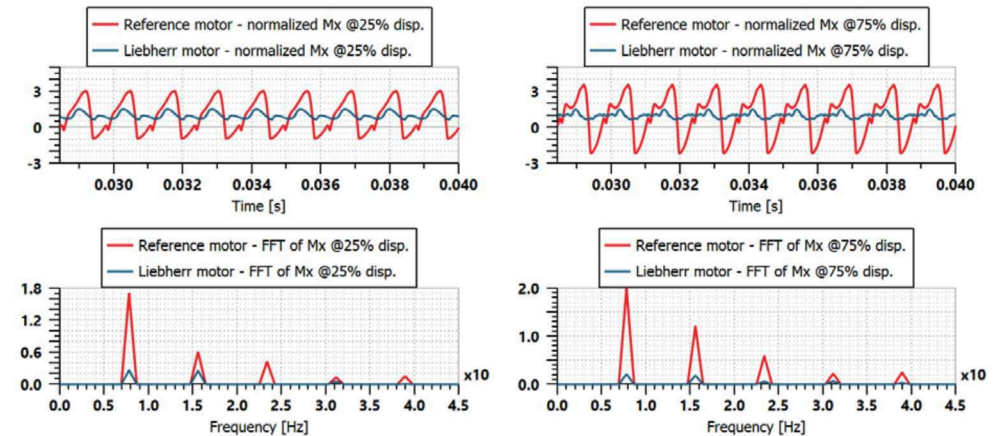 Reference motor - normalized Mx @25% disp.
Liebherr motor - normalized Mx @25% disp.
3
0
-3
0.030 0.032 0.034 0.036 0.038 0.040
Time [s]
Reference motor - normalized Mx @75% disp.
Liebherr motor - normalized Mx @75% disp.
3
0
-3
0.030 0.032 0.034 0.036 0.038 0.040
Time [s]
Reference motor - FFT of Mx @25% disp.
Liebherr motor - FFT of Mx @25% disp.
1.8
1.2
0.6
0.0
x10
0.0 0.5 1.0 1.5 2.0 2.5 3.0 3.5 4.0 4.5
Frequency [Hz]
Reference motor - FFT of Mx @75% disp.
Liebherr motor - FFT of Mx @75% disp.
2.0
1.0
0.0
x10
0.0 0.5 1.0 1.5 2.0 2.5 3.0 3.5 4.0 4.5
Frequency [Hz]